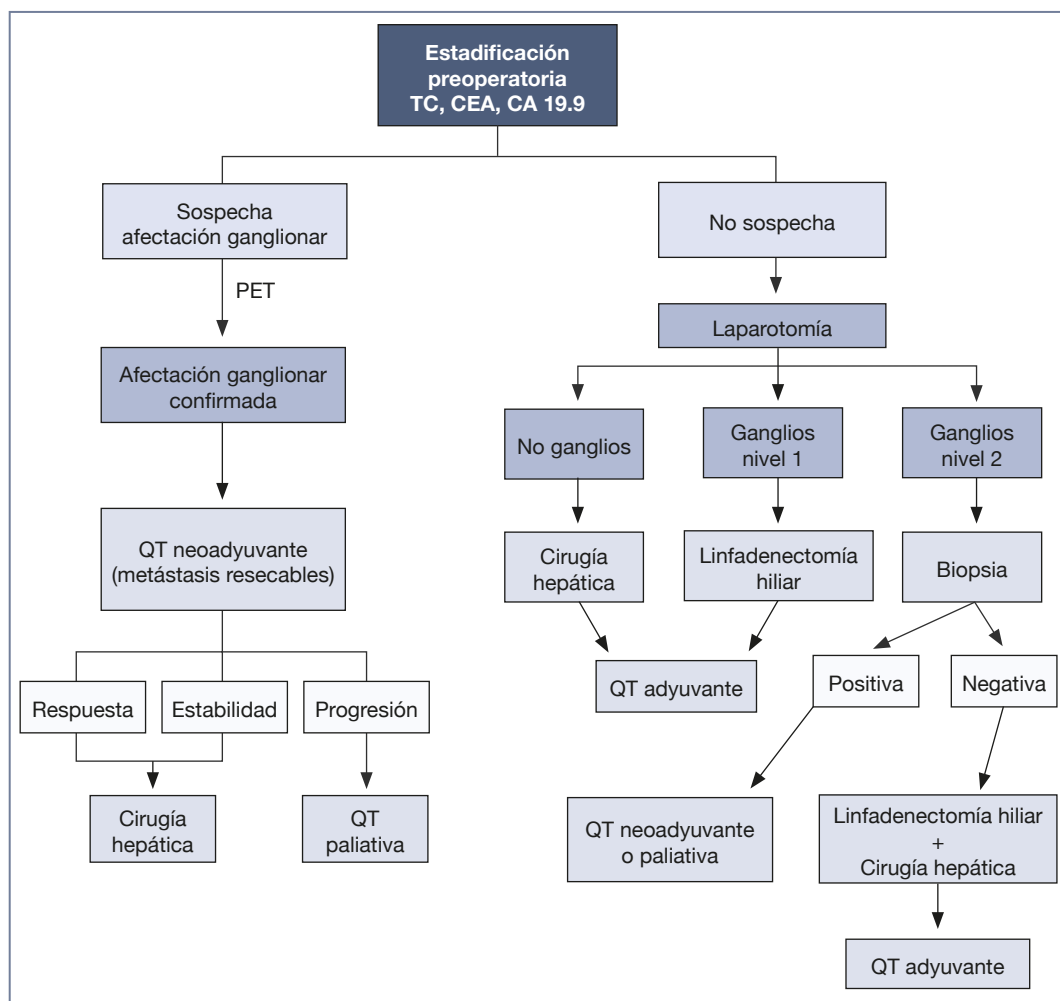 Estadificación
preoperatoria
TC, CEA, CA 19.9
Sospecha
afectación ganglionar
No sospecha
PET
Laparotomía
Afectación ganglionar
confirmada
No ganglios
Ganglios
nivel 1
Ganglios
nivel 2
QT neoadyuvante
(metástasis resecables)
Cirugía
hepática
Linfadenectomía
hiliar
Biopsia
QT adyuvante
Positiva
Negativa
Respuesta
Estabilidad
Progresión
Cirugía
hepática
QT
paliativa
QT neoadyuvante
o paliativa
Linfadenectomía hiliar
+
Cirugía hepática
QT adyuvante